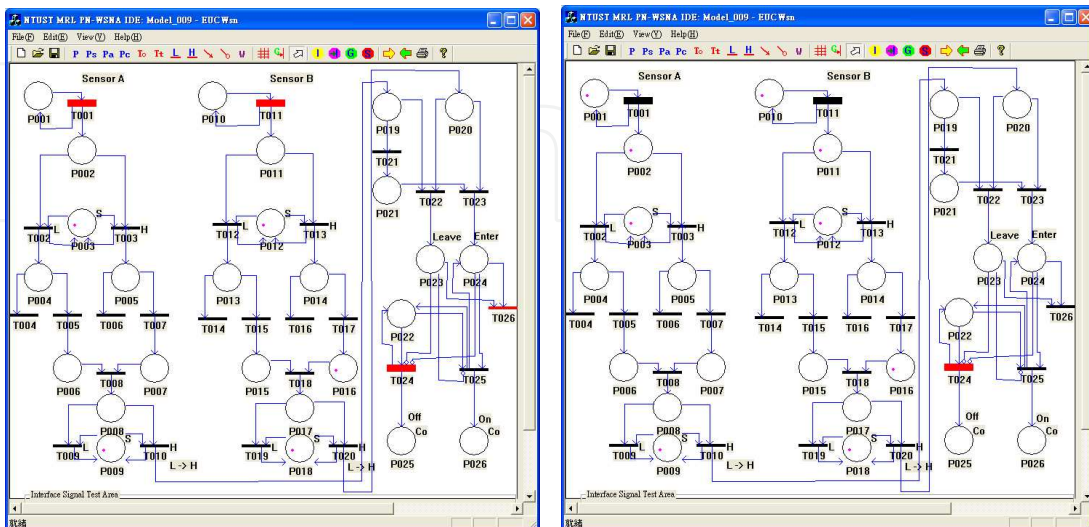 NTUST MRL PN-WSNA IDE: Model_009 - EUCWsn
File(F) Edit(E) View(V) Help(H)
P Ps Pa Pc To Tt L H W I H G S ?
Sensor A Sensor B
P001 T001 P010 T011 P019 P020
P002 P011 T021
P021 T022 T023
S S
T002 L P003 T003 H T012 L P012 T013 H
Leave Enter
P004 P005 P013 P014 P023 P024
T004 T005 T006 T007 T014 T015 T016 T017 T026
P022
P006 T008 P007 P015 T018 P016 T024 T025
P008 P017 Off On
S S Co Co
T009 L P009 T010 H T019 L P018 T020 H P025 P026
L -> H L -> H
Interface Signal Test Area
就緒
NTUST MRL PN-WSNA IDE: Model_009 - EUCWsn
File(F) Edit(E) View(V) Help(H)
P Ps Pa Pc To Tt L H W I H G S ?
Sensor A Sensor B
P001 T001 P010 T011 P019 P020
P002 P011 T021
P021 T022 T023
S S
T002 L P003 T003 H T012 L P012 T013 H
Leave Enter
P004 P005 P013 P014 P023 P024
T004 T005 T006 T007 T014 T015 T016 T017 T026
P022
P006 T008 P007 P015 T018 P016 T024 T025
P008 P017 Off On
S S Co Co
T009 L P009 T010 H T019 L P018 T020 H P025 P026
L -> H L -> H
Interface Signal Test Area
就緒